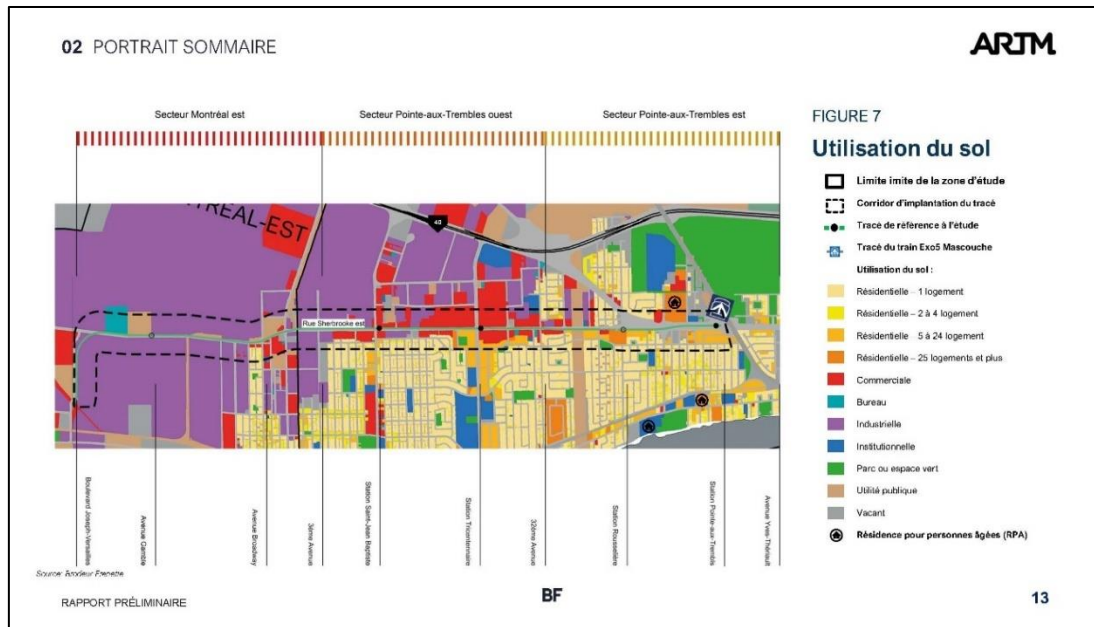 02 PORTRAIT SOMMAIRE
ARTM
Secteur Montréal est
Secteur Pointe-aux-Trembles ouest
Secteur Pointe-aux-Trembles est
TRÉAL-EST
40
Rue Sherbrooke est
Boulevard Joseph-Versailles
Avenue Gamble
Avenue Broadway
3ième Avenue
Station Saint-Jean Baptiste
Station Tricentennaire
32ième Avenue
Station Rousselière
Station Pointe-aux-Trembls
Avenue Yves-Thériault
FIGURE 7
Utilisation du sol
Limite imite de la zone d'étude
Corridor d'implantation du tracé
Tracé de référence à l'étude
Tracé du train Exo5 Mascouche
Utilisation du sol :
Résidentielle – 1 logement
Résidentielle – 2 à 4 logement
Résidentielle 5 à 24 logement
Résidentielle – 25 logements et plus
Commerciale
Bureau
Industrielle
Institutionnelle
Parc ou espace vert
Utilité publique
Vacant
Résidence pour personnes âgées (RPA)
Source: Brodeur Frenette
RAPPORT PRÉLIMINAIRE
BF
13